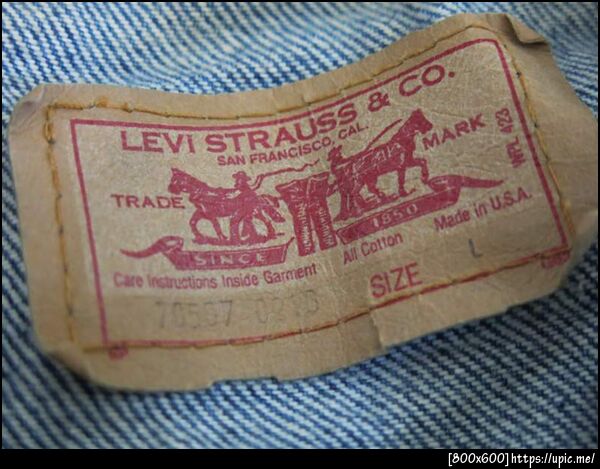 LEVI STRAUSS & CO.
SAN FRANCISCO, CAL.
TRADE MARK
WPL 423
SINCE 1850
Made in U.S.A.
Care Instructions Inside Garment
All Cotton
SIZE L
[800x600]https://upic.me/